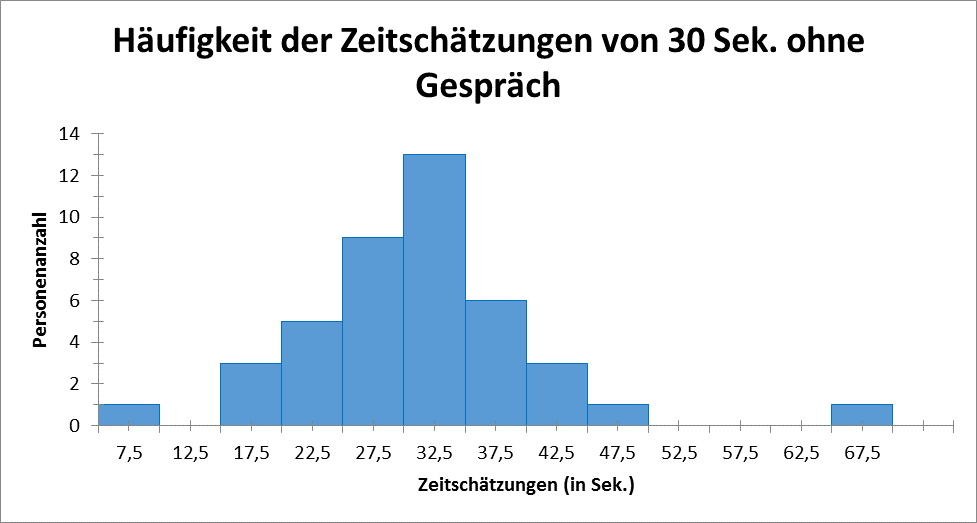 Häufigkeit der Zeitschätzungen von 30 Sek. ohne
Gespräch
14
12
10
8
6
4
2
0
Personenanzahl
7,5 12,5 17,5 22,5 27,5 32,5 37,5 42,5 47,5 52,5 57,5 62,5 67,5
Zeitschätzungen (in Sek.)